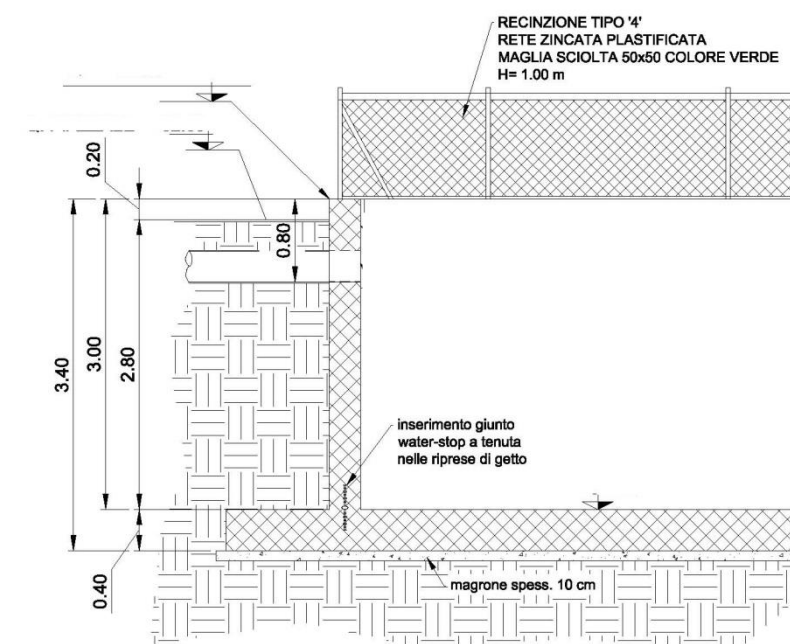 RECINZIONE TIPO '4'
RETE ZINCATA PLASTIFICATA
MAGLIA SCIOLTA 50x50 COLORE VERDE
H= 1.00 m
0.20
0.80
3.40
3.00
2.80
inserimento giunto
water-stop a tenuta
nelle riprese di getto
0.40
magrone spess. 10 cm